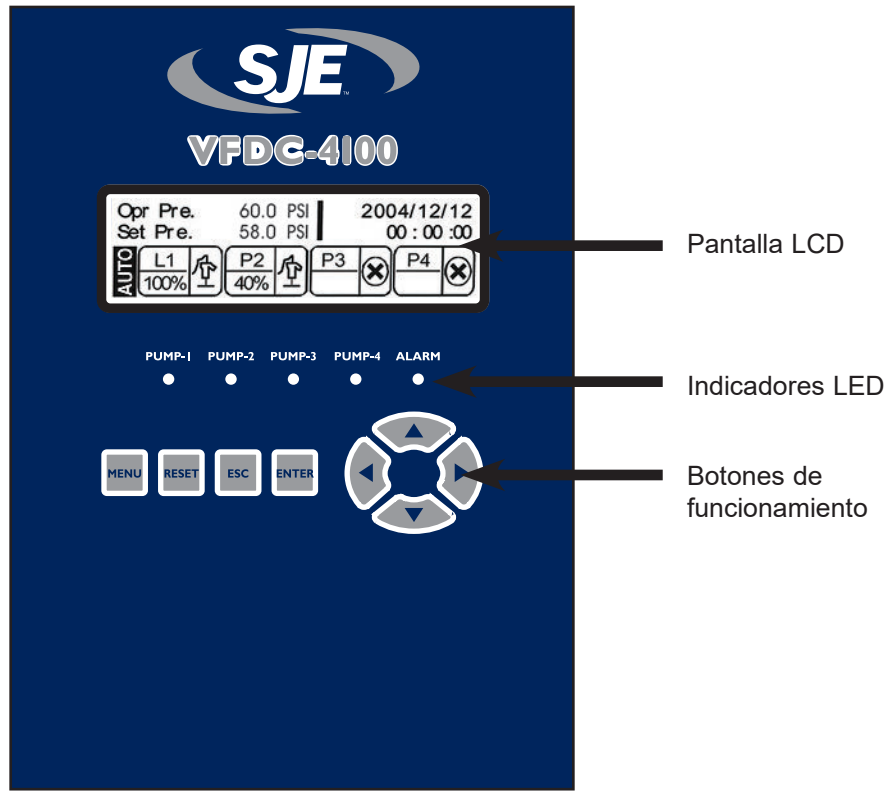 SJE
VFDC-4100
Opr Pre. 60.0 PSI 2004/12/12
Set Pre. 58.0 PSI 00 : 00 :00
AUTO L1 P2 P3 P4
100% 40%
Pantalla LCD
PUMP-1 PUMP-2 PUMP-3 PUMP-4 ALARM
Indicadores LED
MENU RESET ESC ENTER
Botones de
funcionamiento